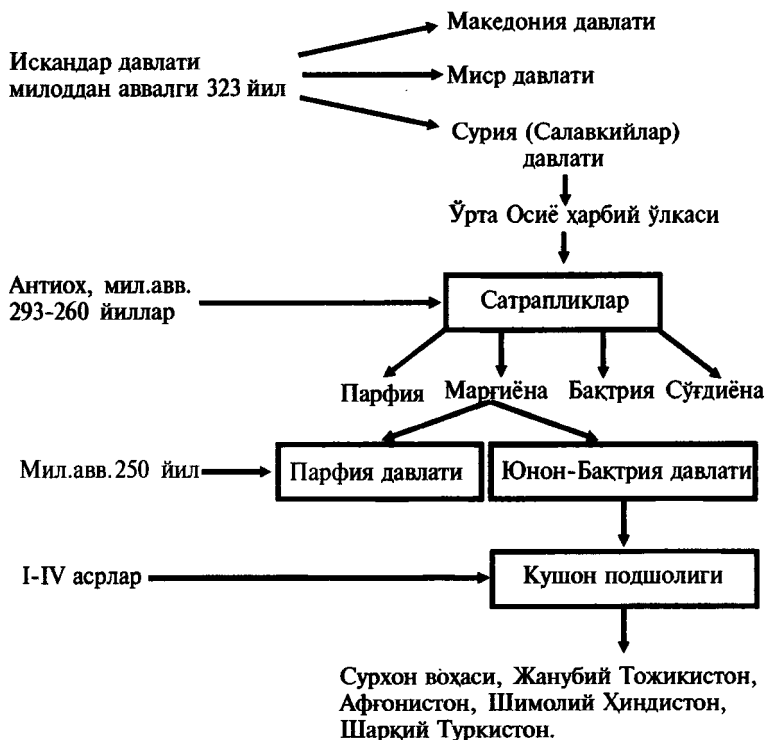 Македония давлати
Искандар давлати
милоддан аввалги 323 йил
Миср давлати
Сурия (Салавкийлар)
давлати
Ўрта Осиё ҳарбий ўлкаси
Антиох, мил.авв.
293-260 йиллар
Сатрапликлар
Парфия Марғиёна Бақтрия Сўғдиёна
Мил.авв.250 йил
Парфия давлати
Юнон-Бақтрия давлати
I-IV асрлар
Кушон подшолиги
Сурхон воҳаси, Жанубий Тожикистон,
Афғонистон, Шимолий Ҳиндистон,
Шарқий Туркистон.